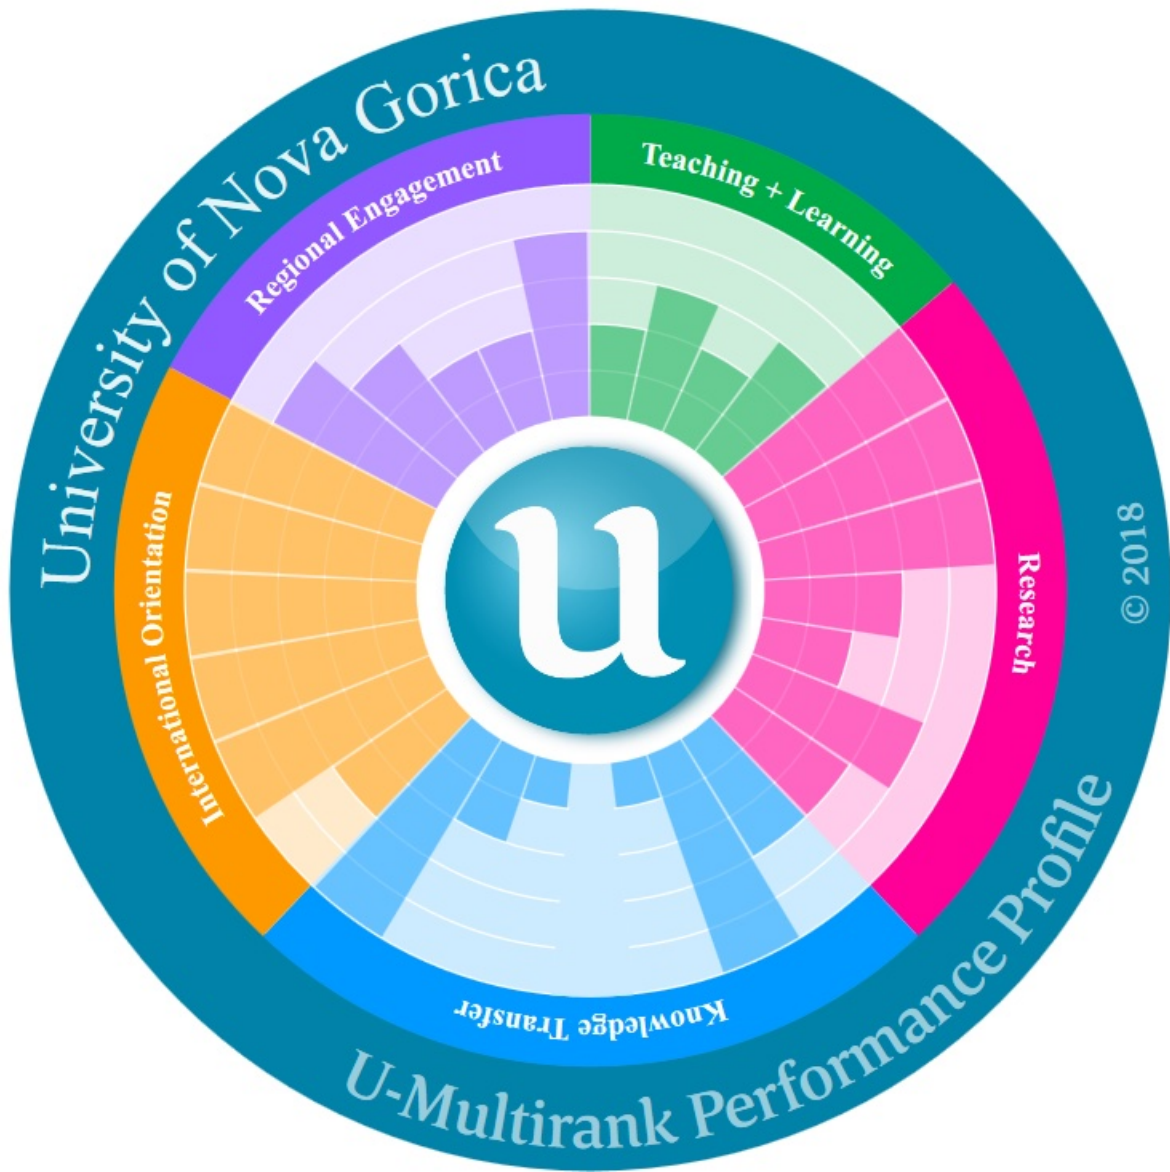 University of Nova Gorica
Regional Engagement
Teaching + Learning
Research
© 2018
International Orientation
u
Knowledge Transfer
U-Multirank Performance Profile